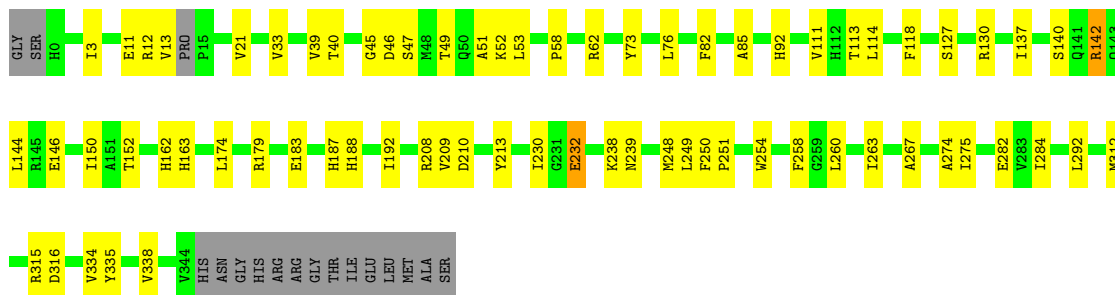 GLY SER H0 I3 E11 R12 V13 PRO P15 V21 V33 V39 T40 G45 D46 S47 M48 T49 Q50 A51 K52 L53 P58 R62 Y73 L76 F82 A85 H92 V111 H112 T113 L114 F118 S127 R130 I137 S140 Q141 R142
L144 R145 E146 I150 A151 T152 H162 H163 L174 R179 E183 H187 H188 I192 R208 V209 D210 Y213 I230 G231 E232 K238 N239 M248 L249 F250 P251 W254 F258 G259 L260 I263 A267 A274 I275 E282 V283 I284 L292
R315 D316 V334 Y335 V338 V344 HIS ASN GLY HIS ARG ARG GLY THR ILE GLU LEU MET ALA SER